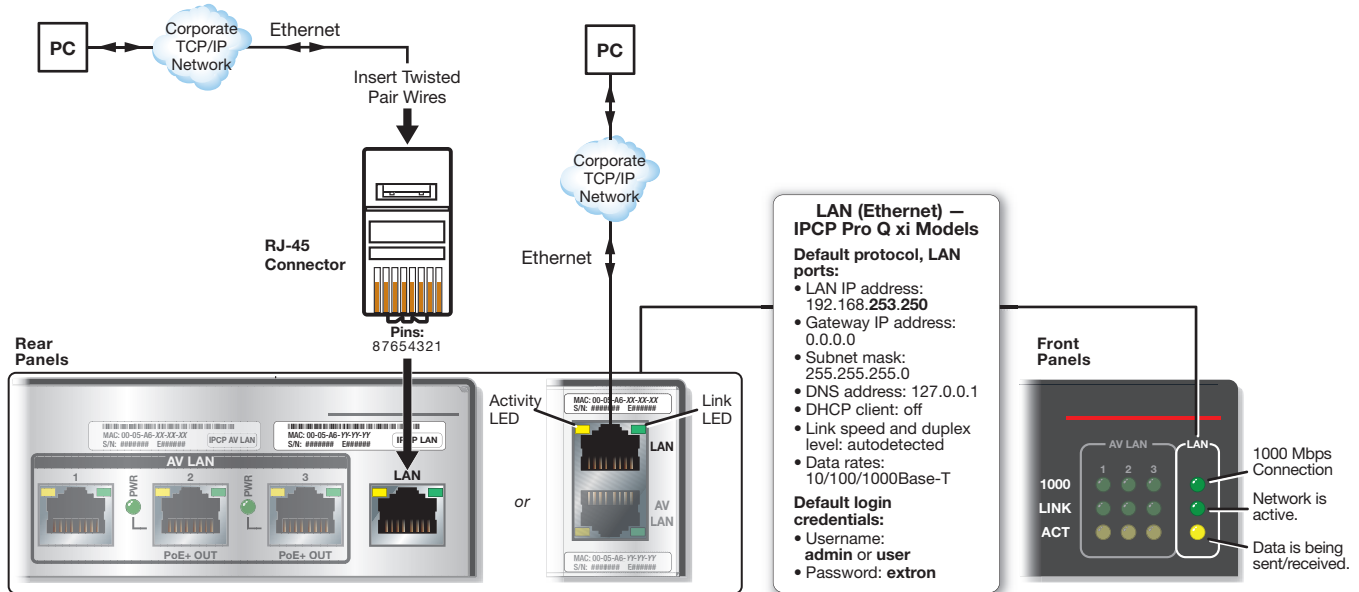 PC
Corporate
TCP/IP
Network
Ethernet
Insert Twisted
Pair Wires
RJ-45
Connector
Pins:
87654321
PC
Corporate
TCP/IP
Network
Ethernet
Rear
Panels
MAC: 00-05-A6-XX-XX-XX
S/N: ####### E######
IPCP AV LAN
MAC: 00-05-A6-YY-YY-YY
S/N: ####### E######
IPCP LAN
AV LAN
1
2
3
PWR
PWR
PoE+ OUT
PoE+ OUT
LAN
or
Activity
LED
Link
LED
MAC: 00-05-A6-XX-XX-XX
S/N: ####### E######
LAN
AV
LAN
MAC: 00-05-A6-YY-YY-YY
S/N: ####### E######
LAN (Ethernet) —
IPCP Pro Q xi Models
Default protocol, LAN
ports:
• LAN IP address:
192.168.253.250
• Gateway IP address:
0.0.0.0
• Subnet mask:
255.255.255.0
• DNS address: 127.0.0.1
• DHCP client: off
• Link speed and duplex
level: autodetected
• Data rates:
10/100/1000Base-T
Default login
credentials:
• Username:
admin or user
• Password: extron
Front
Panels
AV LAN
LAN
1 2 3
1000
LINK
ACT
1000 Mbps
Connection
Network is
active.
Data is being
sent/received.